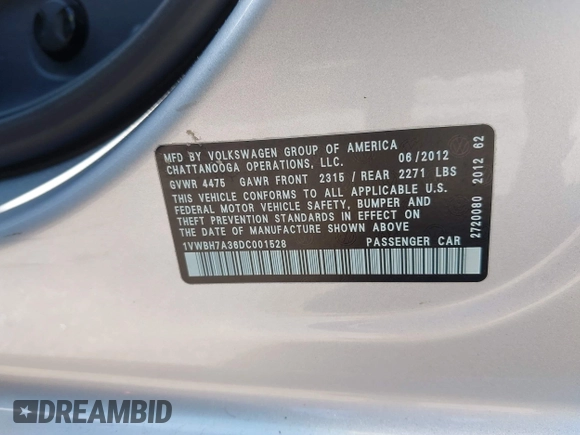 MFD BY VOLKSWAGEN GROUP OF AMERICA
CHATTANOOGA OPERATIONS, LLC. 06/2012
GVWR 4475 GAWR FRONT 2315 / REAR 2271 LBS
THIS VEHICLE CONFORMS TO ALL APPLICABLE U.S.
FEDERAL MOTOR VEHICLE SAFETY, BUMPER AND
THEFT PREVENTION STANDARDS IN EFFECT ON
THE DATE OF MANUFACTURE SHOWN ABOVE
1VWBH7A36DC001528 PASSENGER CAR
2720080 2012 62
DREAMBID